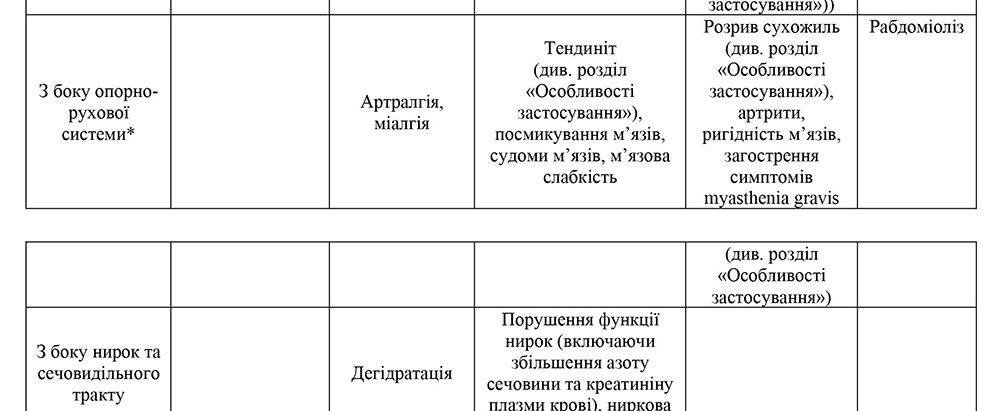 застосування»))
З боку опорно-
рухової
системи*
Артралгія,
міалгія
Тендиніт
(див. розділ
«Особливості
застосування»),
посмикування м’язів,
судоми м’язів, м’язова
слабкість
Розрив сухожиль
(див. розділ
«Особливості
застосування»),
артрити,
ригідність м’язів,
загострення
симптомів
myasthenia gravis
Рабдоміоліз
(див. розділ
«Особливості
застосування»)
З боку нирок та
сечовидільного
тракту
Дегідратація
Порушення функції
нирок (включаючи
збільшення азоту
сечовини та креатиніну
плазми крові), ниркова